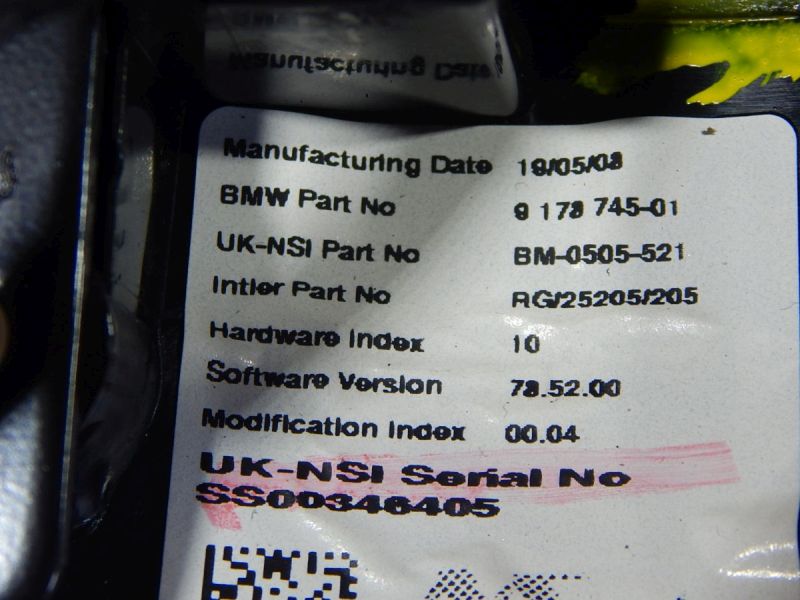 Manufacturing Date
Manufacturing Date 19/05/08
BMW Part No 9 178 745-01
UK-NSI Part No BM-0505-521
Intier Part No RG/25205/205
Hardware Index 10
Software Version 78.52.00
Modification Index 00.04
UK-NSI Serial No
SS00346405